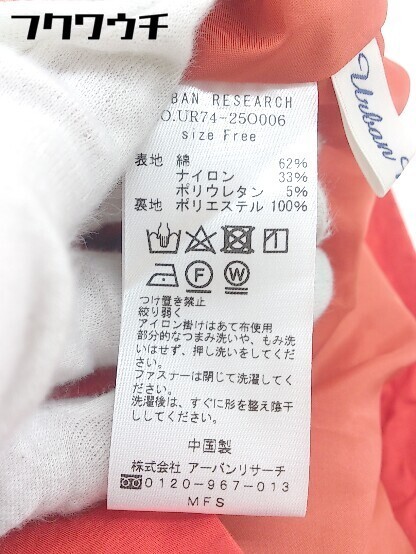 フクワウチ
BAN RESEARCH
O.UR74-25O006
size Free
表地 綿 62%
ナイロン 33%
ポリウレタン 5%
裏地 ポリエステル 100%
F W
つけ置き禁止
絞り弱く
アイロン掛けはあて布使用
部分的なつまみ洗いや、もみ洗
いはせず、押し洗いをしてくださ
い。
ファスナーは閉じて洗濯してく
ださい。
洗濯後は、すぐに形を整え陰干
ししてください。
中国製
株式会社 アーバンリサーチ
0120-967-013
MFS
Urban